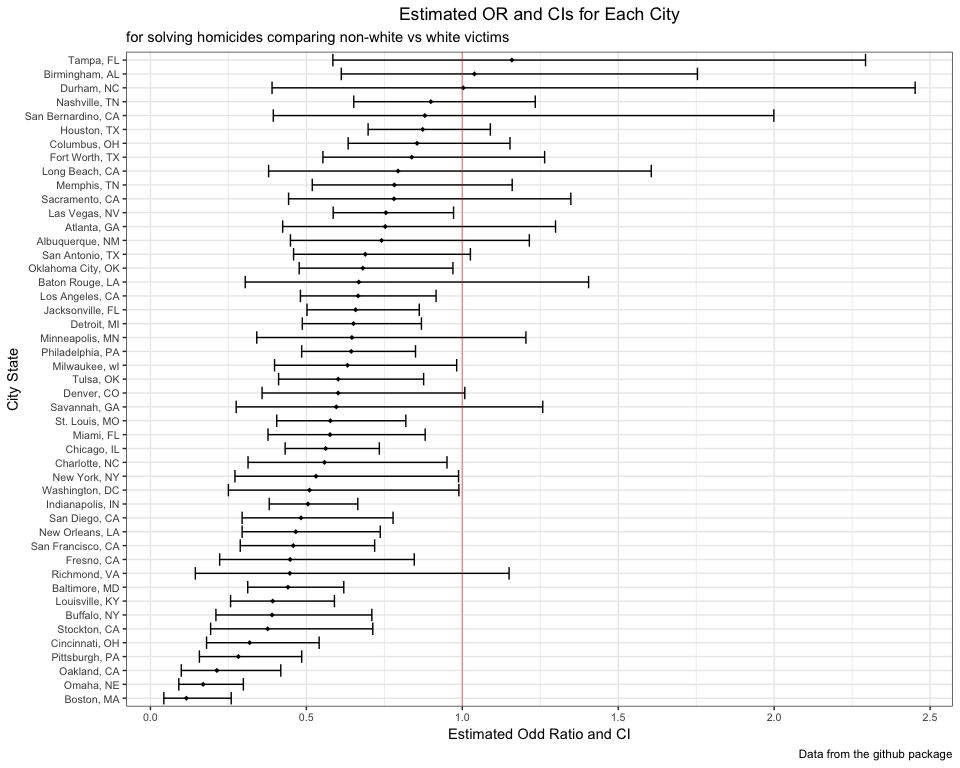 Estimated OR and CIs for Each City
for solving homicides comparing non-white vs white victims
City State
Tampa, FL
Birmingham, AL
Durham, NC
Nashville, TN
San Bernardino, CA
Houston, TX
Columbus, OH
Fort Worth, TX
Long Beach, CA
Memphis, TN
Sacramento, CA
Las Vegas, NV
Atlanta, GA
Albuquerque, NM
San Antonio, TX
Oklahoma City, OK
Baton Rouge, LA
Los Angeles, CA
Jacksonville, FL
Detroit, MI
Minneapolis, MN
Philadelphia, PA
Milwaukee, wI
Tulsa, OK
Denver, CO
Savannah, GA
St. Louis, MO
Miami, FL
Chicago, IL
Charlotte, NC
New York, NY
Washington, DC
Indianapolis, IN
San Diego, CA
New Orleans, LA
San Francisco, CA
Fresno, CA
Richmond, VA
Baltimore, MD
Louisville, KY
Buffalo, NY
Stockton, CA
Cincinnati, OH
Pittsburgh, PA
Oakland, CA
Omaha, NE
Boston, MA
0.0 0.5 1.0 1.5 2.0 2.5
Estimated Odd Ratio and CI
Data from the github package